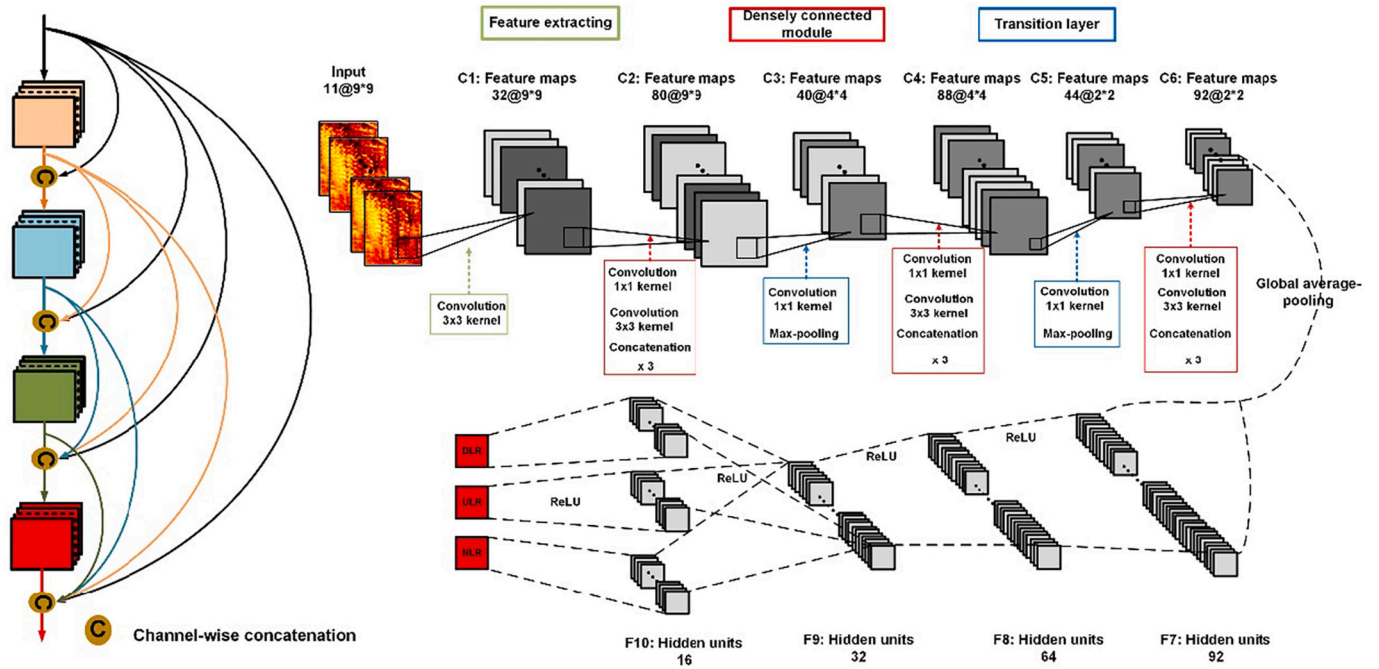 Feature extracting
Densely connected
module
Transition layer
Input
11@9*9
C1: Feature maps
32@9*9
C2: Feature maps
80@9*9
C3: Feature maps
40@4*4
C4: Feature maps
88@4*4
C5: Feature maps
44@2*2
C6: Feature maps
92@2*2
C
C
C
C
Convolution
3x3 kernel
Convolution
1x1 kernel
Convolution
3x3 kernel
Concatenation
x 3
Convolution
1x1 kernel
Max-pooling
Convolution
1x1 kernel
Convolution
3x3 kernel
Concatenation
x 3
Convolution
1x1 kernel
Max-pooling
Convolution
1x1 kernel
Convolution
3x3 kernel
Concatenation
x 3
Global average-
pooling
DLR
ULR
NLR
ReLU
ReLU
ReLU
ReLU
C
Channel-wise concatenation
F10: Hidden units
16
F9: Hidden units
32
F8: Hidden units
64
F7: Hidden units
92